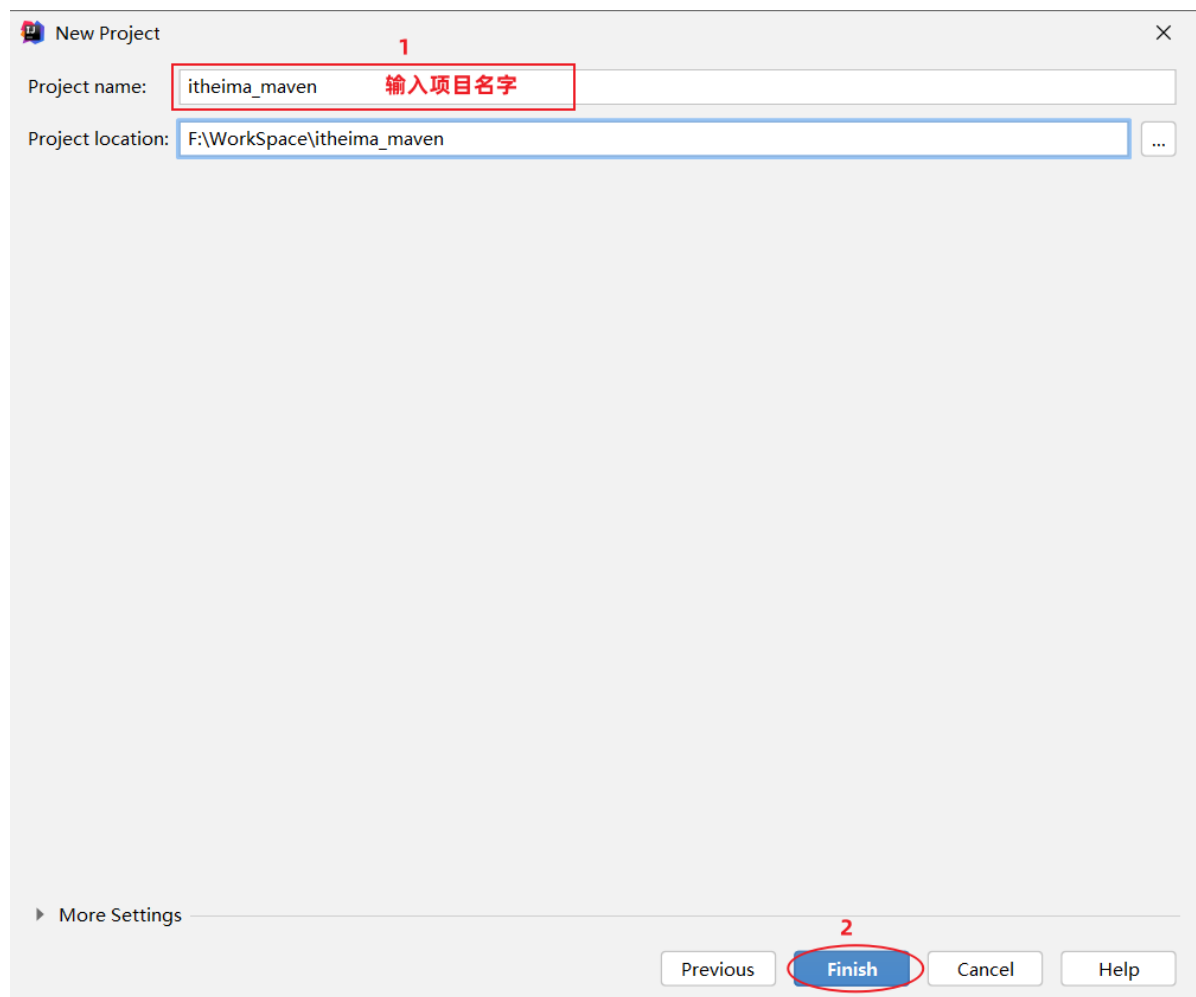 New Project
1
Project name: itheima_maven 输入项目名字
Project location: F:\WorkSpace\itheima_maven ...
More Settings
2
Previous Finish Cancel Help